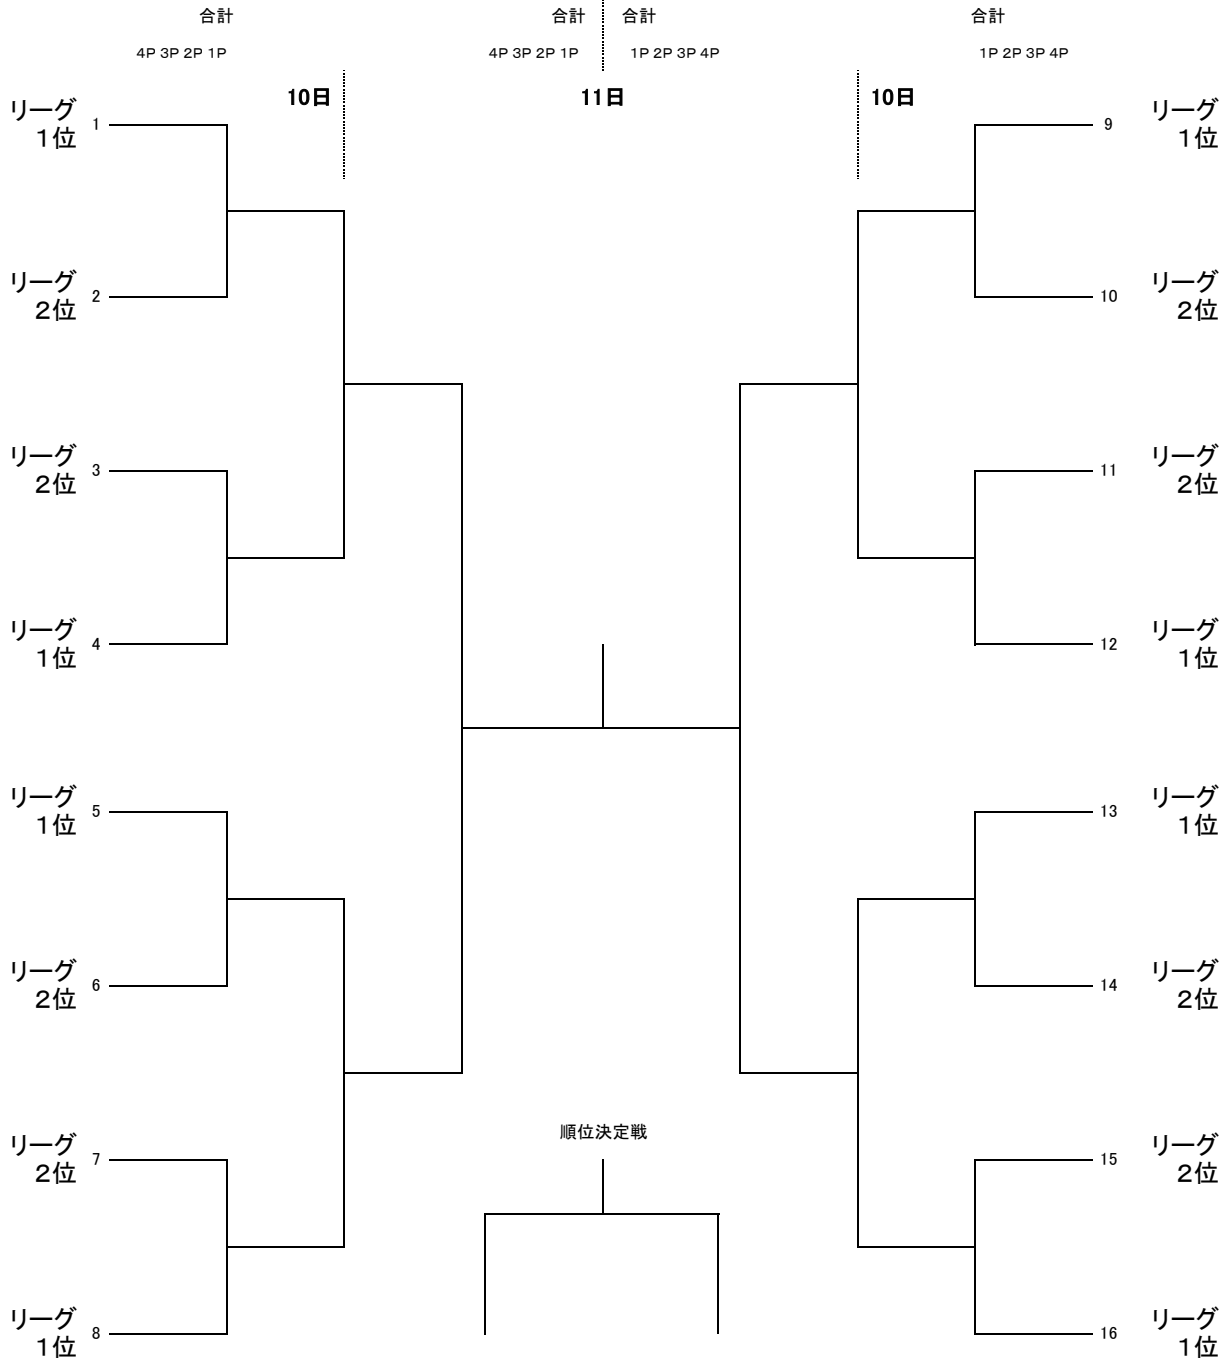 合計 合計 合計 合計
4P 3P 2P 1P 4P 3P 2P 1P 1P 2P 3P 4P 1P 2P 3P 4P
10日 11日 10日
リーグ リーグ
1位 1 9 1位
リーグ リーグ
2位 2 10 2位
リーグ リーグ
2位 3 11 2位
リーグ リーグ
1位 4 12 1位
リーグ リーグ
1位 5 13 1位
リーグ リーグ
2位 6 14 2位
順位決定戦
リーグ リーグ
2位 7 15 2位
リーグ リーグ
1位 8 16 1位